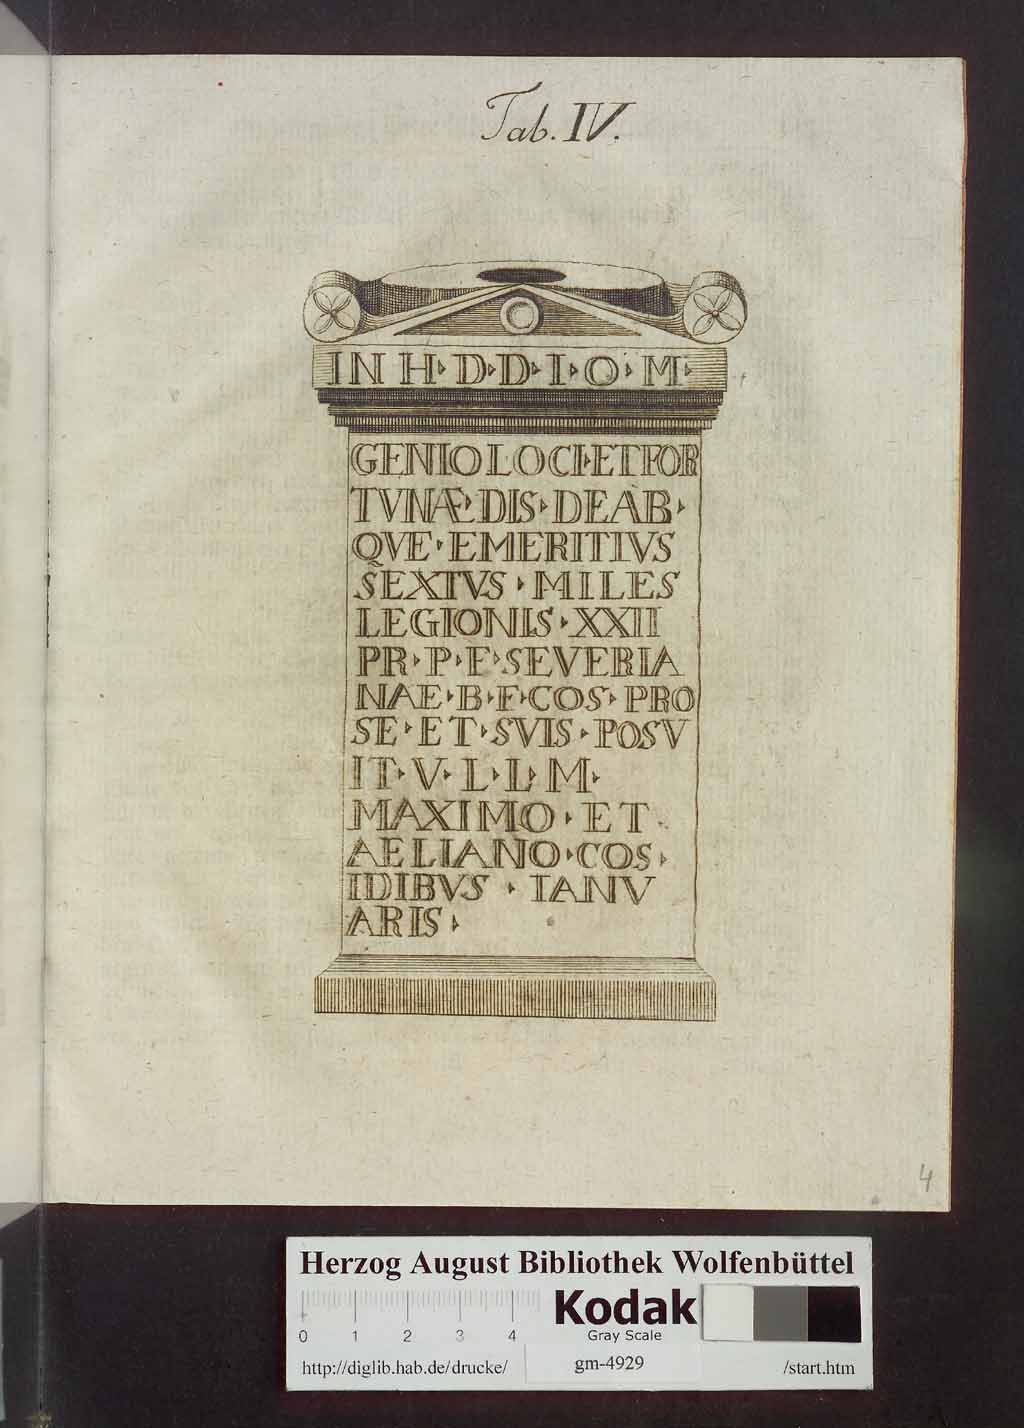 Tab. IV.
IN H· D· D· I· O· M·
GENIO LOCI·ET FOR
TVNÆ· DIS· DEAB·
QVE· EMERITIVS
SEXTVS· MILES
LEGIONIS· XXII
PR· P· F· SEVERIA
NAE· B· F· COS· PRO
SE· ET· SVIS· POSV
IT· V· L· L· M·
MAXIMO· ET
AELIANO· COS·
IDIBVS · IANV
ARIS·
4
Herzog August Bibliothek Wolfenbüttel
0 1 2 3 4
Kodak
Gray Scale
http://diglib.hab.de/drucke/ gm-4929 /start.htm